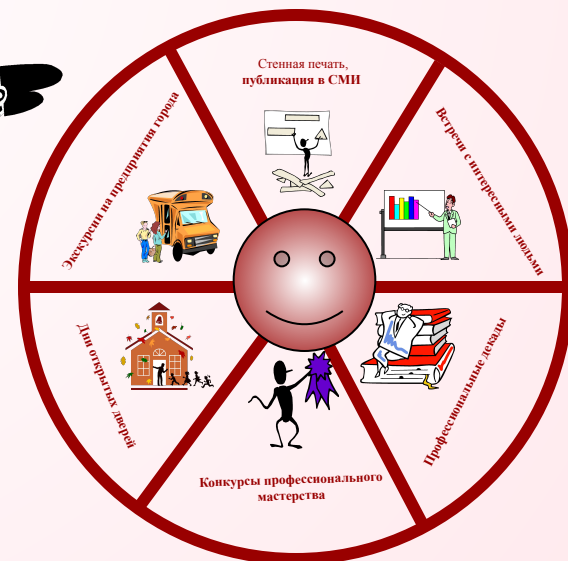 Стенная печать,
публикация в СМИ
Встречи с интересными людьми
Профессиональные декады
Конкурсы профессионального
мастерства
Дни открытых дверей
Экскурсии на предприятия города